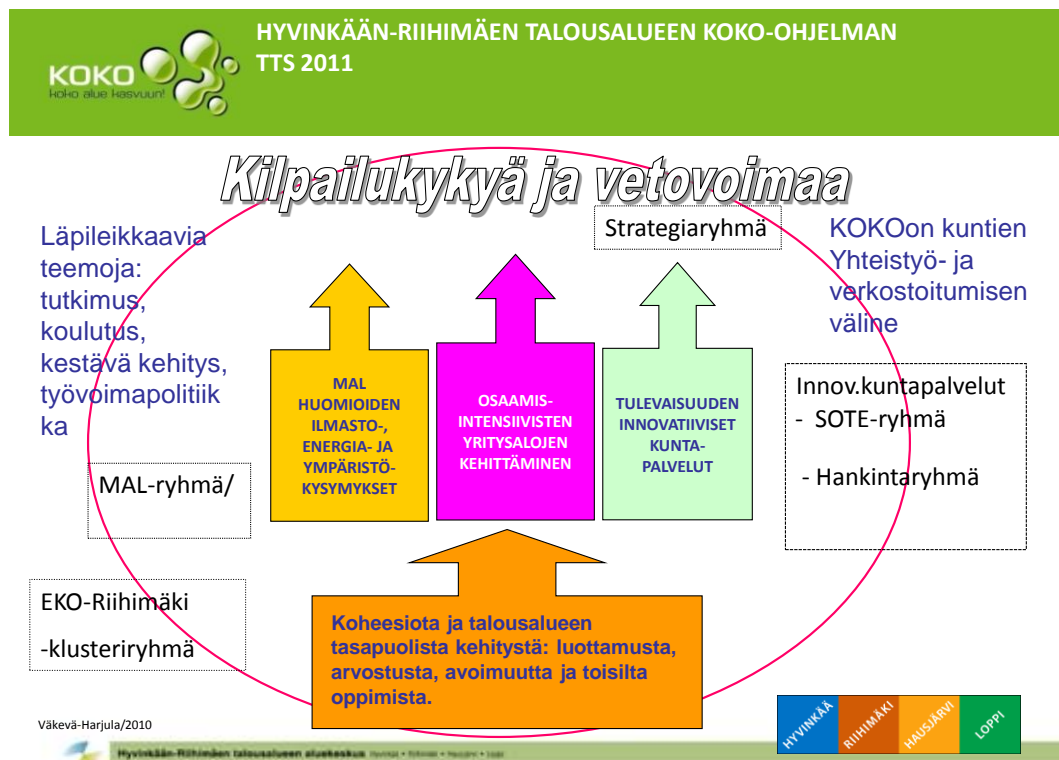 HYVINKÄÄN-RIIHIMÄEN TALOUSALUEEN KOKO-OHJELMAN
TTS 2011
KOKO
koko alue kasvuun!
Kilpailukykyä ja vetovoimaa
Läpileikkaavia
teemoja:
tutkimus,
koulutus,
kestävä kehitys,
työvoimapolitiik
ka
Strategiaryhmä
KOKOon kuntien
Yhteistyö- ja
verkostoitumisen
väline
MAL
HUOMIOIDEN
ILMASTO-,
ENERGIA- JA
YMPÄRISTÖ-
KYSYMYKSET
OSAAMIS-
INTENSIIVISTEN
YRITYSALOJEN
KEHITTÄMINEN
TULEVAISUUDEN
INNOVATIIVISET
KUNTA-
PALVELUT
Innov.kuntapalvelut
- SOTE-ryhmä
- Hankintaryhmä
MAL-ryhmä/
EKO-Riihimäki
-klusteriryhmä
Koheesiota ja talousalueen
tasapuolista kehitystä: luottamusta,
arvostusta, avoimuutta ja toisilta
oppimista.
Väkevä-Harjula/2010
HYVINKÄÄ
RIIHIMÄKI
HAUSJÄRVI
LOPPI
Hyvinkään-Riihimäen talousalueen aluekeskus